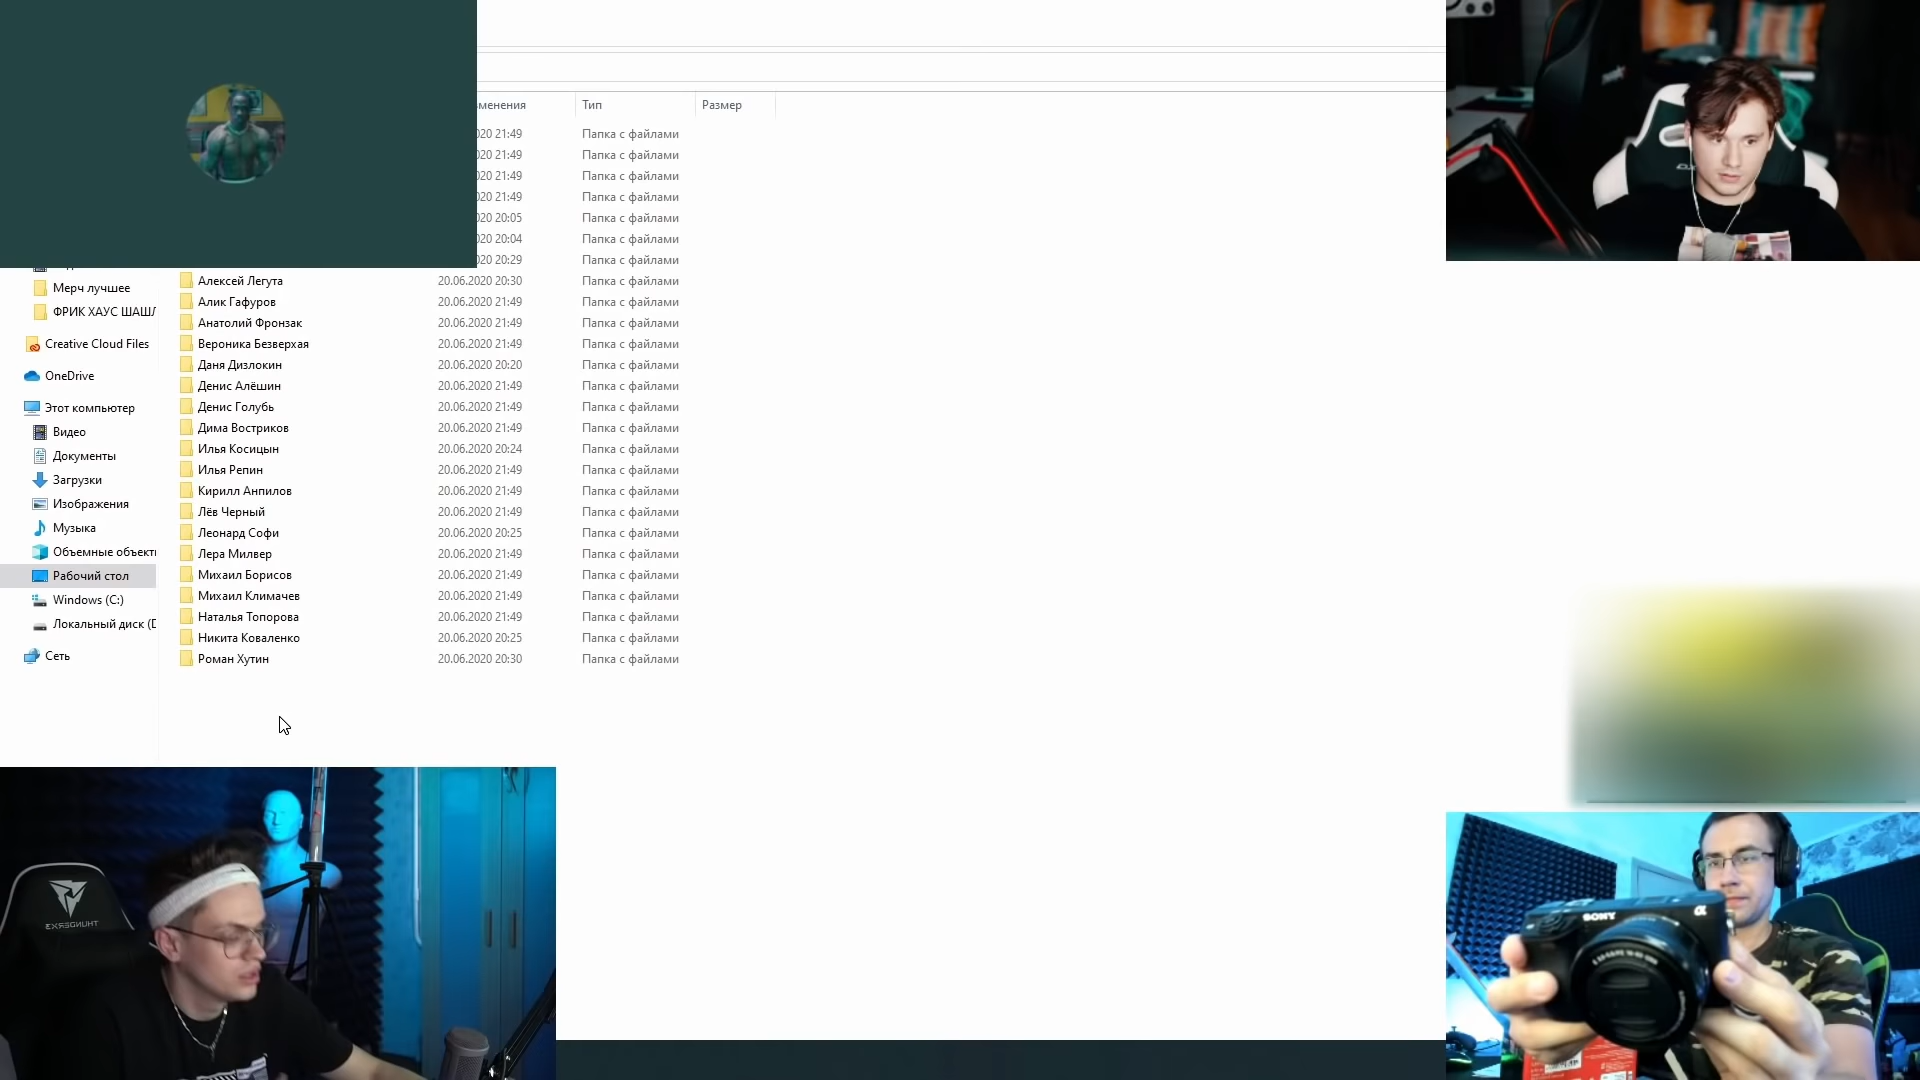 менения Тип Размер
020 21:49 Папка с файлами
020 21:49 Папка с файлами
020 21:49 Папка с файлами
020 21:49 Папка с файлами
020 20:05 Папка с файлами
020 20:04 Папка с файлами
020 20:29 Папка с файлами
Алексей Легута 20.06.2020 20:30 Папка с файлами
Алик Гафуров 20.06.2020 21:49 Папка с файлами
Анатолий Фронзак 20.06.2020 21:49 Папка с файлами
Вероника Безверхая 20.06.2020 21:49 Папка с файлами
Даня Дизлокин 20.06.2020 20:20 Папка с файлами
Денис Алёшин 20.06.2020 21:49 Папка с файлами
Денис Голубь 20.06.2020 21:49 Папка с файлами
Дима Востриков 20.06.2020 21:49 Папка с файлами
Илья Косицын 20.06.2020 20:24 Папка с файлами
Илья Репин 20.06.2020 21:49 Папка с файлами
Кирилл Анпилов 20.06.2020 21:49 Папка с файлами
Лёв Черный 20.06.2020 21:49 Папка с файлами
Леонард Софи 20.06.2020 20:25 Папка с файлами
Лера Милвер 20.06.2020 21:49 Папка с файлами
Михаил Борисов 20.06.2020 21:49 Папка с файлами
Михаил Климачев 20.06.2020 21:49 Папка с файлами
Наталья Топорова 20.06.2020 21:49 Папка с файлами
Никита Коваленко 20.06.2020 20:25 Папка с файлами
Роман Хутин 20.06.2020 20:30 Папка с файлами
Мерч лучшее
ФРИК ХАУС ШАШЛ
Creative Cloud Files
OneDrive
Этот компьютер
Видео
Документы
Загрузки
Изображения
Музыка
Объемные объект
Рабочий стол
Windows (C:)
Локальный диск (D
Сеть
THUNDERX3
SONY
α